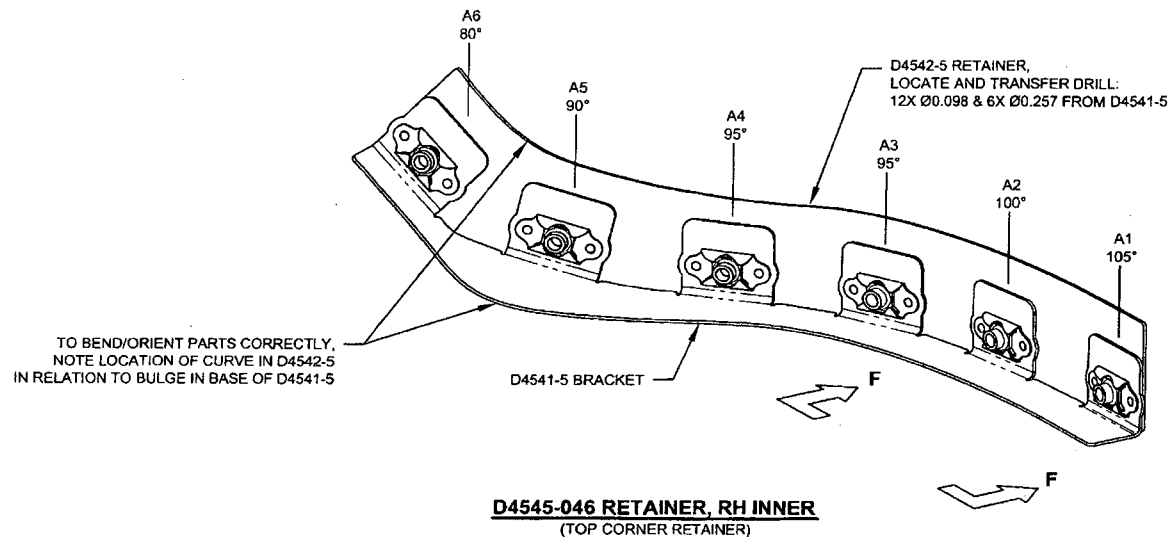 A6
80°
A5
90°
A4
95°
A3
95°
A2
100°
A1
105°
D4542-5 RETAINER,
LOCATE AND TRANSFER DRILL:
12X Ø0.098 & 6X Ø0.257 FROM D4541-5
TO BEND/ORIENT PARTS CORRECTLY,
NOTE LOCATION OF CURVE IN D4542-5
IN RELATION TO BULGE IN BASE OF D4541-5
D4541-5 BRACKET
F
F
D4545-046 RETAINER, RH INNER
(TOP CORNER RETAINER)